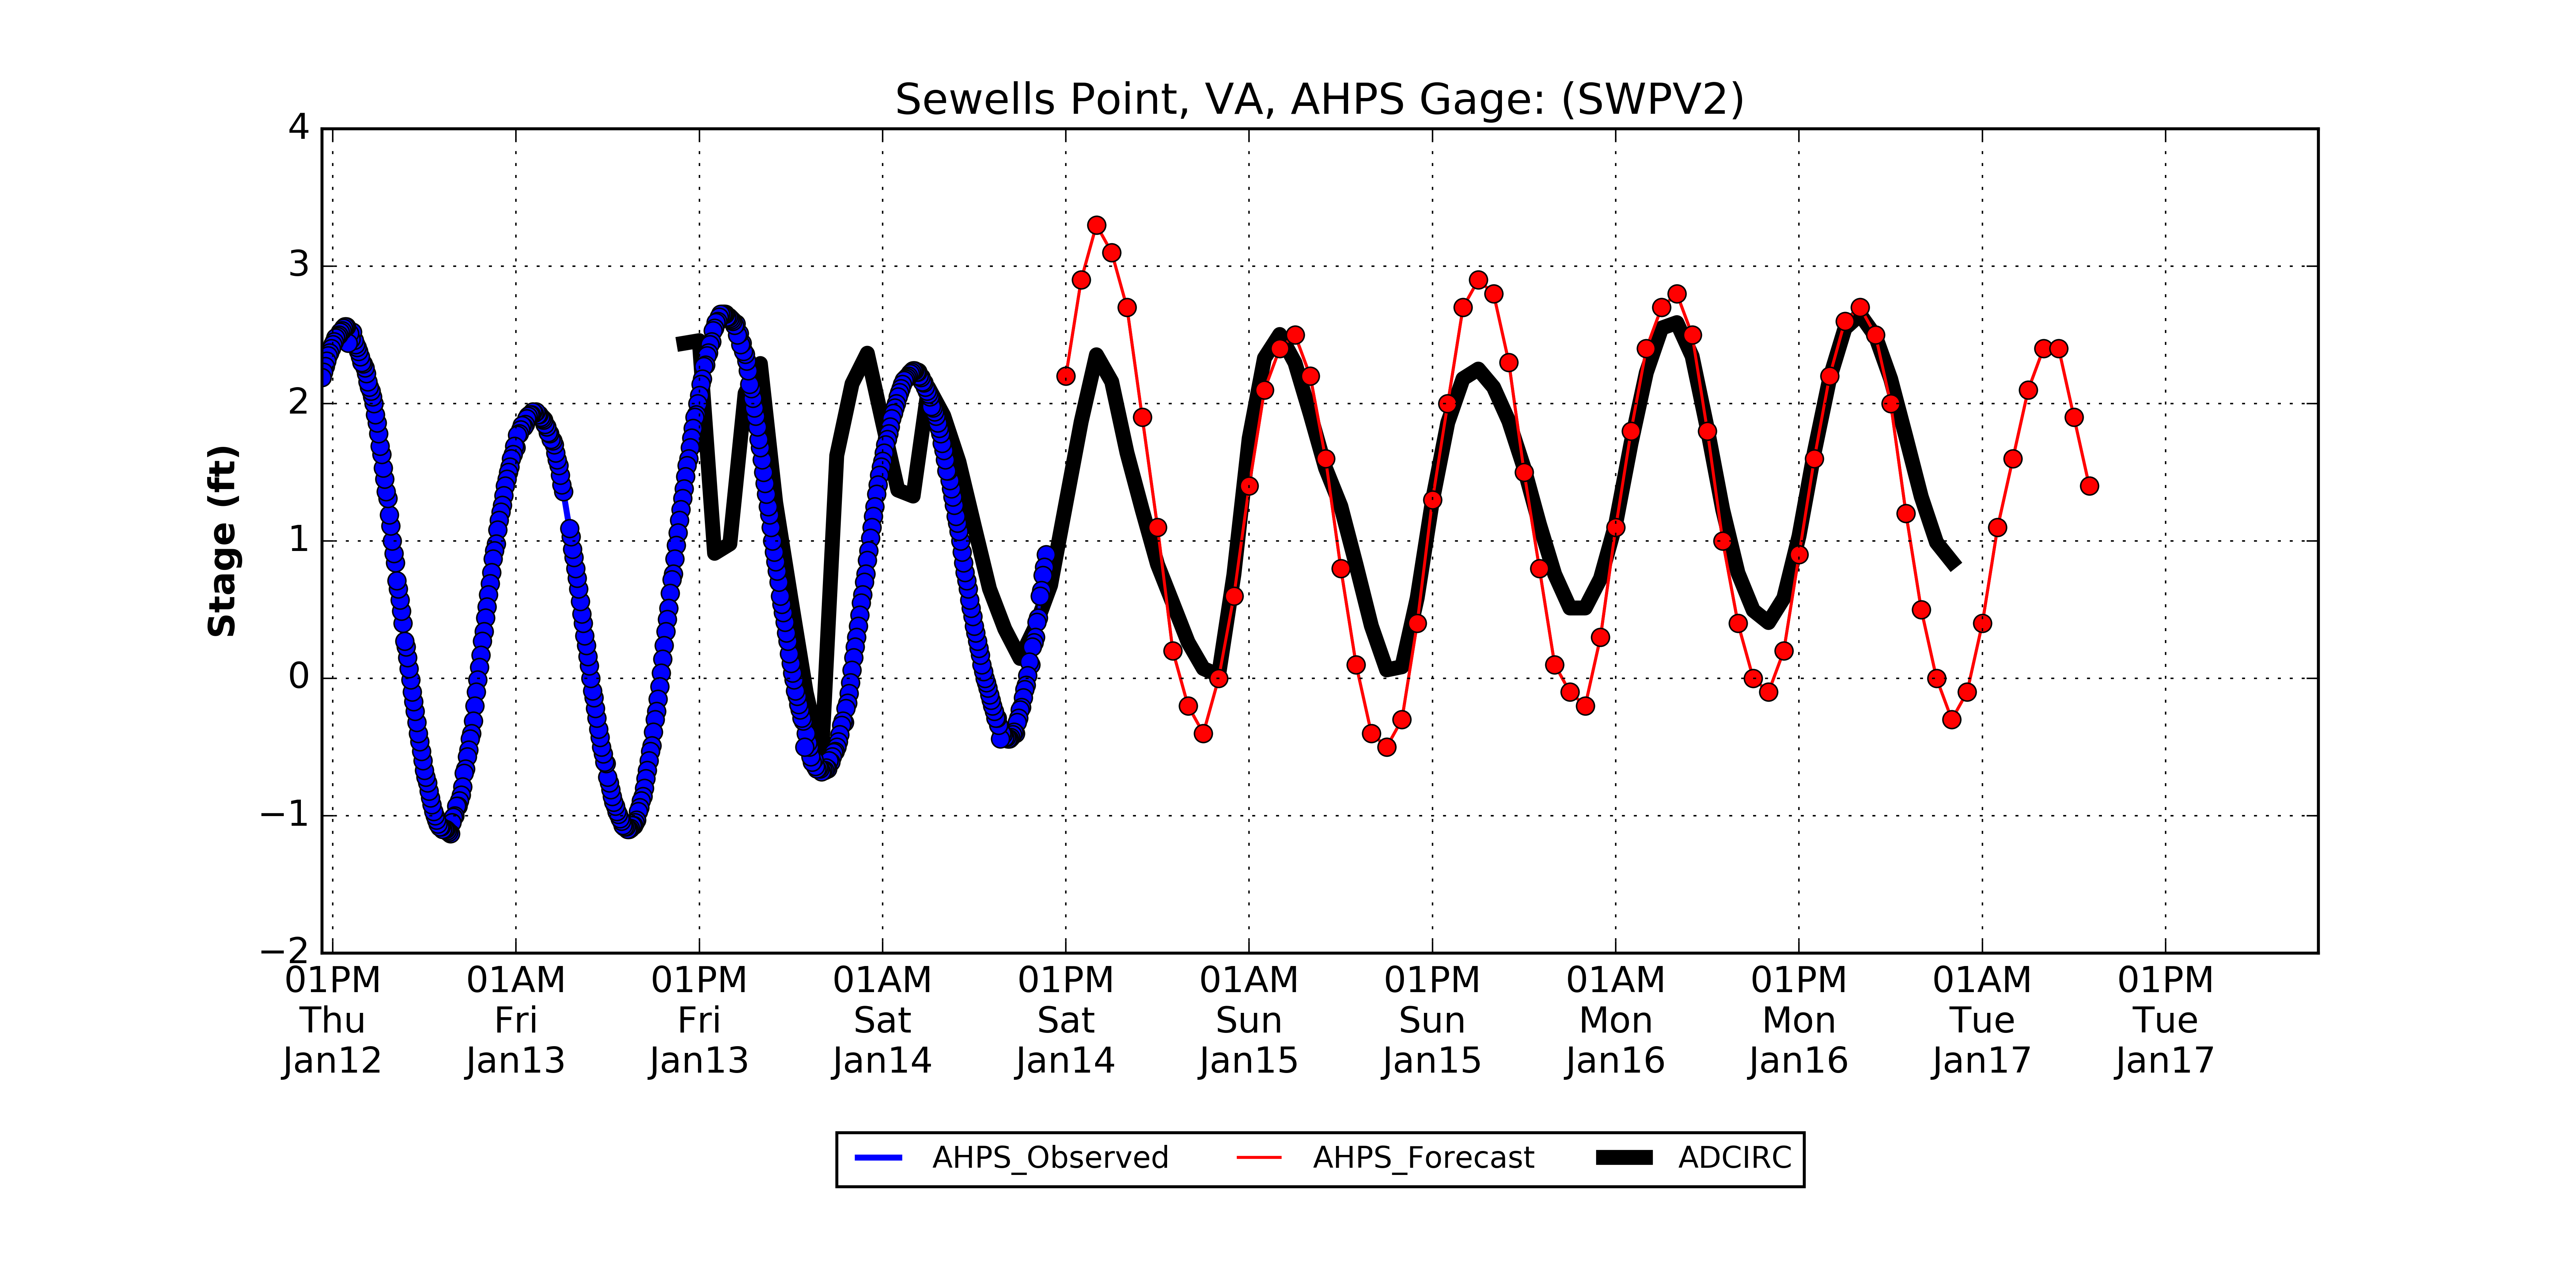 Sewells Point, VA, AHPS Gage: (SWPV2)
4
3
2
1
0
−1
−2
Stage (ft)
01PM 01AM 01PM 01AM 01PM 01AM 01PM 01AM 01PM 01AM 01PM
Thu Fri Fri Sat Sat Sun Sun Mon Mon Tue Tue
Jan12 Jan13 Jan13 Jan14 Jan14 Jan15 Jan15 Jan16 Jan16 Jan17 Jan17
AHPS_Observed AHPS_Forecast ADCIRC